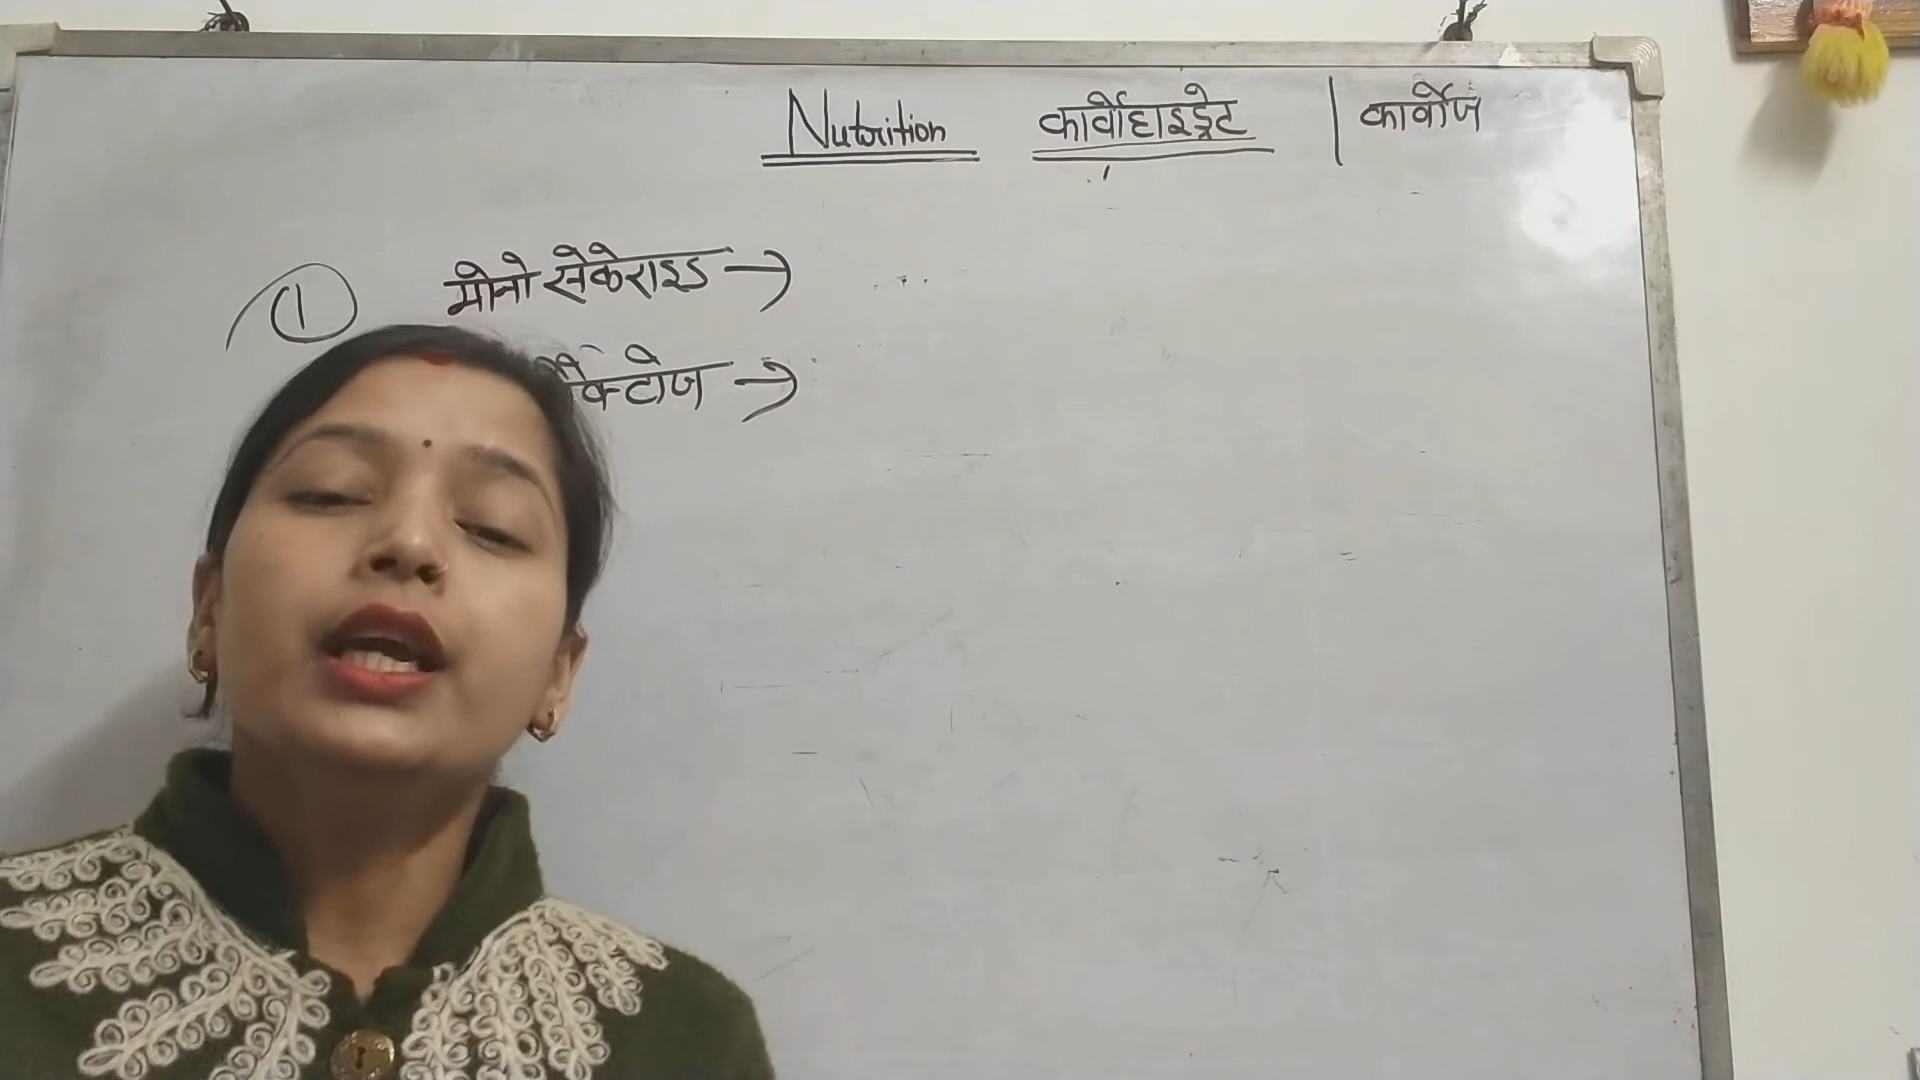 Nutrition कार्वोहाइड्रेट | कार्वोज
① मोनो सेकेराइड →
क्टोज →